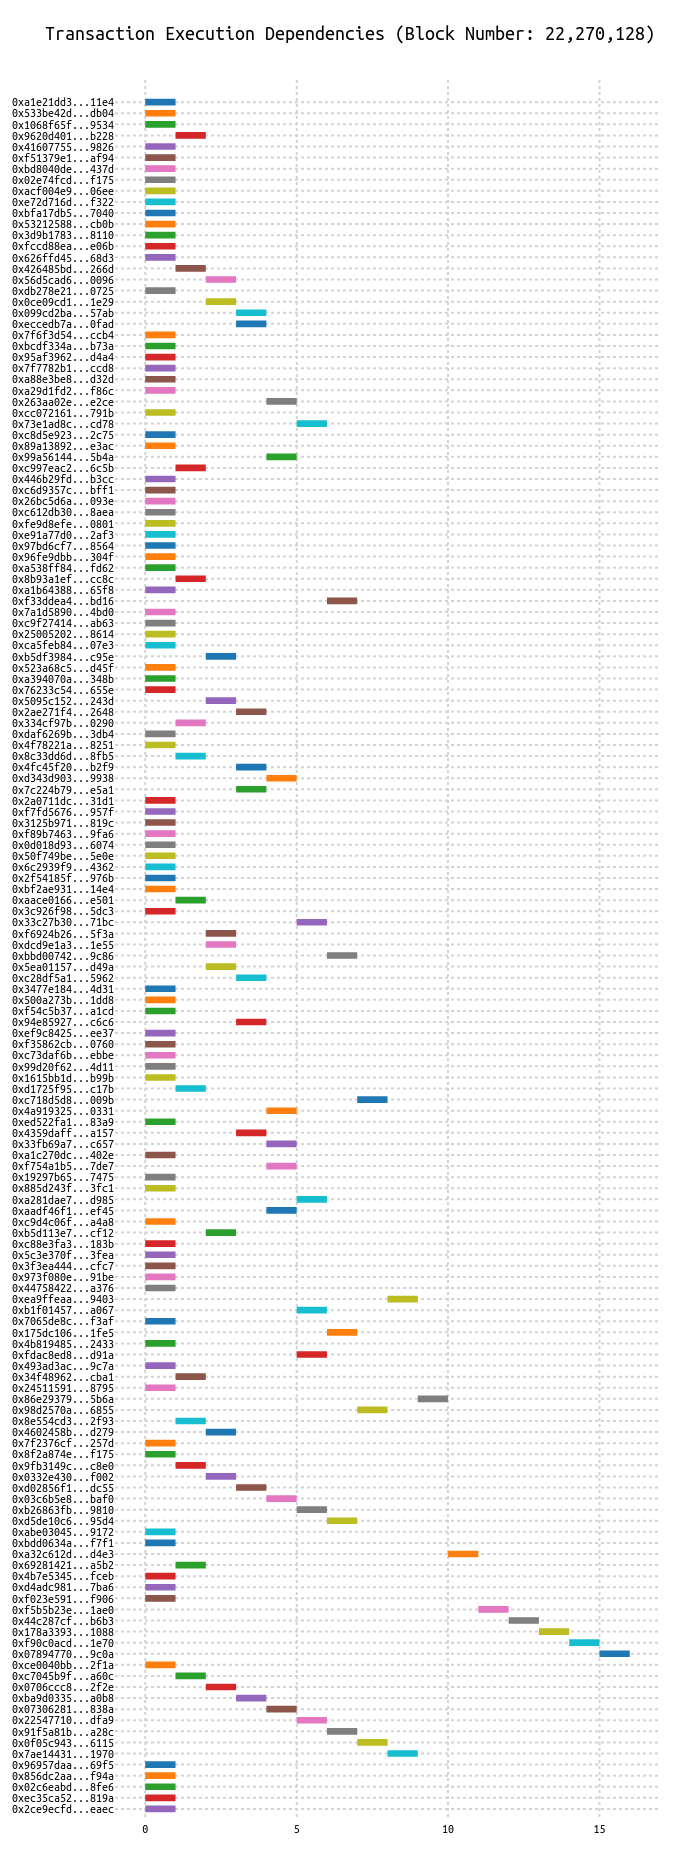 Transaction Execution Dependencies (Block Number: 22,270,128)
0xa1e21dd3...11e4
0x533be42d...db04
0x1068f65f...9534
0x9620d401...b228
0x41607755...9826
0xf51379e1...af94
0xbd8040de...437d
0x02e74fcd...f175
0xacf004e9...06ee
0xe72d716d...f322
0xbfa17db5...7040
0x53212588...cb0b
0x3d9b1783...8110
0xfccd88ea...e06b
0x626ffd45...68d3
0x426485bd...266d
0x56d5cad6...0096
0xdb278e21...0725
0x0ce09cd1...1e29
0x099cd2ba...57ab
0xeccedb7a...0fad
0x7f6f3d54...ccb4
0xbcdf334a...b73a
0x95af3962...d4a4
0x7f7782b1...ccd8
0xa88e3be8...d32d
0xa29d1fd2...f86c
0x263aa02e...e2ce
0xcc072161...791b
0x73e1ad8c...cd78
0xc8d5e923...2c75
0x89a13892...e3ac
0x99a56144...5b4a
0xc997eac2...6c5b
0x446b29fd...b3cc
0xc6d9357c...bff1
0x26bc5d6a...093e
0xc612db30...8aea
0xfe9d8efe...0801
0xe91a77d0...2af3
0x97bd6cf7...8564
0x96fe9dbb...304f
0xa538ff84...fd62
0x8b93a1ef...cc8c
0xa1b64388...65f8
0xf33ddea4...bd16
0x7a1d5890...4bd0
0xc9f27414...ab63
0x25005202...8614
0xca5feb84...07e3
0xb5df3984...c95e
0x523a68c5...d45f
0xa394070a...348b
0x76233c54...655e
0x5095c152...243d
0x2ae271f4...2648
0x334cf97b...0290
0xdaf6269b...3db4
0x4f78221a...8251
0x8c33dd6d...8fb5
0x4fc45f20...b2f9
0xd343d903...9938
0x7c224b79...e5a1
0x2a0711dc...31d1
0xf7fd5676...957f
0x3125b971...819c
0xf89b7463...9fa6
0x0d018d93...6074
0x50f749be...5e0e
0x6c2939f9...4362
0x2f54185f...976b
0xbf2ae931...14e4
0xaace0166...e501
0x3c926f98...5dc3
0x33c27b30...71bc
0xf6924b26...5f3a
0xdcd9e1a3...1e55
0xbbd00742...9c86
0x5ea01157...d49a
0xc28df5a1...5962
0x3477e184...4d31
0x500a273b...1dd8
0xf54c5b37...a1cd
0x94e85927...c6c6
0xef9c8425...ee37
0xf35862cb...0760
0xc73daf6b...ebbe
0x99d20f62...4d11
0x1615bb1d...b99b
0xd1725f95...c17b
0xc718d5d8...009b
0x4a919325...0331
0xed522fa1...83a9
0x4359daff...a157
0x33fb69a7...c657
0xa1c270dc...402e
0xf754a1b5...7de7
0x19297b65...7475
0x885d243f...3fc1
0xa281dae7...d985
0xaadf46f1...ef45
0xc9d4c06f...a4a8
0xb5d113e7...cf12
0xc88e3fa3...183b
0x5c3e370f...3fea
0x3f3ea444...cfc7
0x973f080e...91be
0x44758422...a376
0xea9ffeaa...9403
0xb1f01457...a067
0x7065de8c...f3af
0x175dc106...1fe5
0x4b819485...2433
0xfdac8ed8...d91a
0x493ad3ac...9c7a
0x34f48962...cba1
0x24511591...8795
0x86e29379...5b6a
0x98d2570a...6855
0x8e554cd3...2f93
0x4602458b...d279
0x7f2376cf...257d
0x8f2a874e...f175
0x9fb3149c...c8e0
0x0332e430...f002
0xd02856f1...dc55
0x03c6b5e8...baf0
0xb26863fb...9810
0xd5de10c6...95d4
0xabe03045...9172
0xbdd0634a...f7f1
0xa32c612d...d4e3
0x69281421...a5b2
0x4b7e5345...fceb
0xd4adc981...7ba6
0xf023e591...f906
0xf5b5b23e...1ae0
0x44c287cf...b6b3
0x178a3393...1088
0xf90c0acd...1e70
0x07894770...9c0a
0xce0040bb...2f1a
0xc7045b9f...a60c
0x0706ccc8...2f2e
0xba9d0335...a0b8
0x07306281...838a
0x22547710...dfa9
0x91f5a81b...a28c
0x0f05c943...6115
0x7ae14431...1970
0x96957daa...69f5
0x856dc2aa...f94a
0x02c6eabd...8fe6
0xec35ca52...819a
0x2ce9ecfd...eaec
0 5 10 15